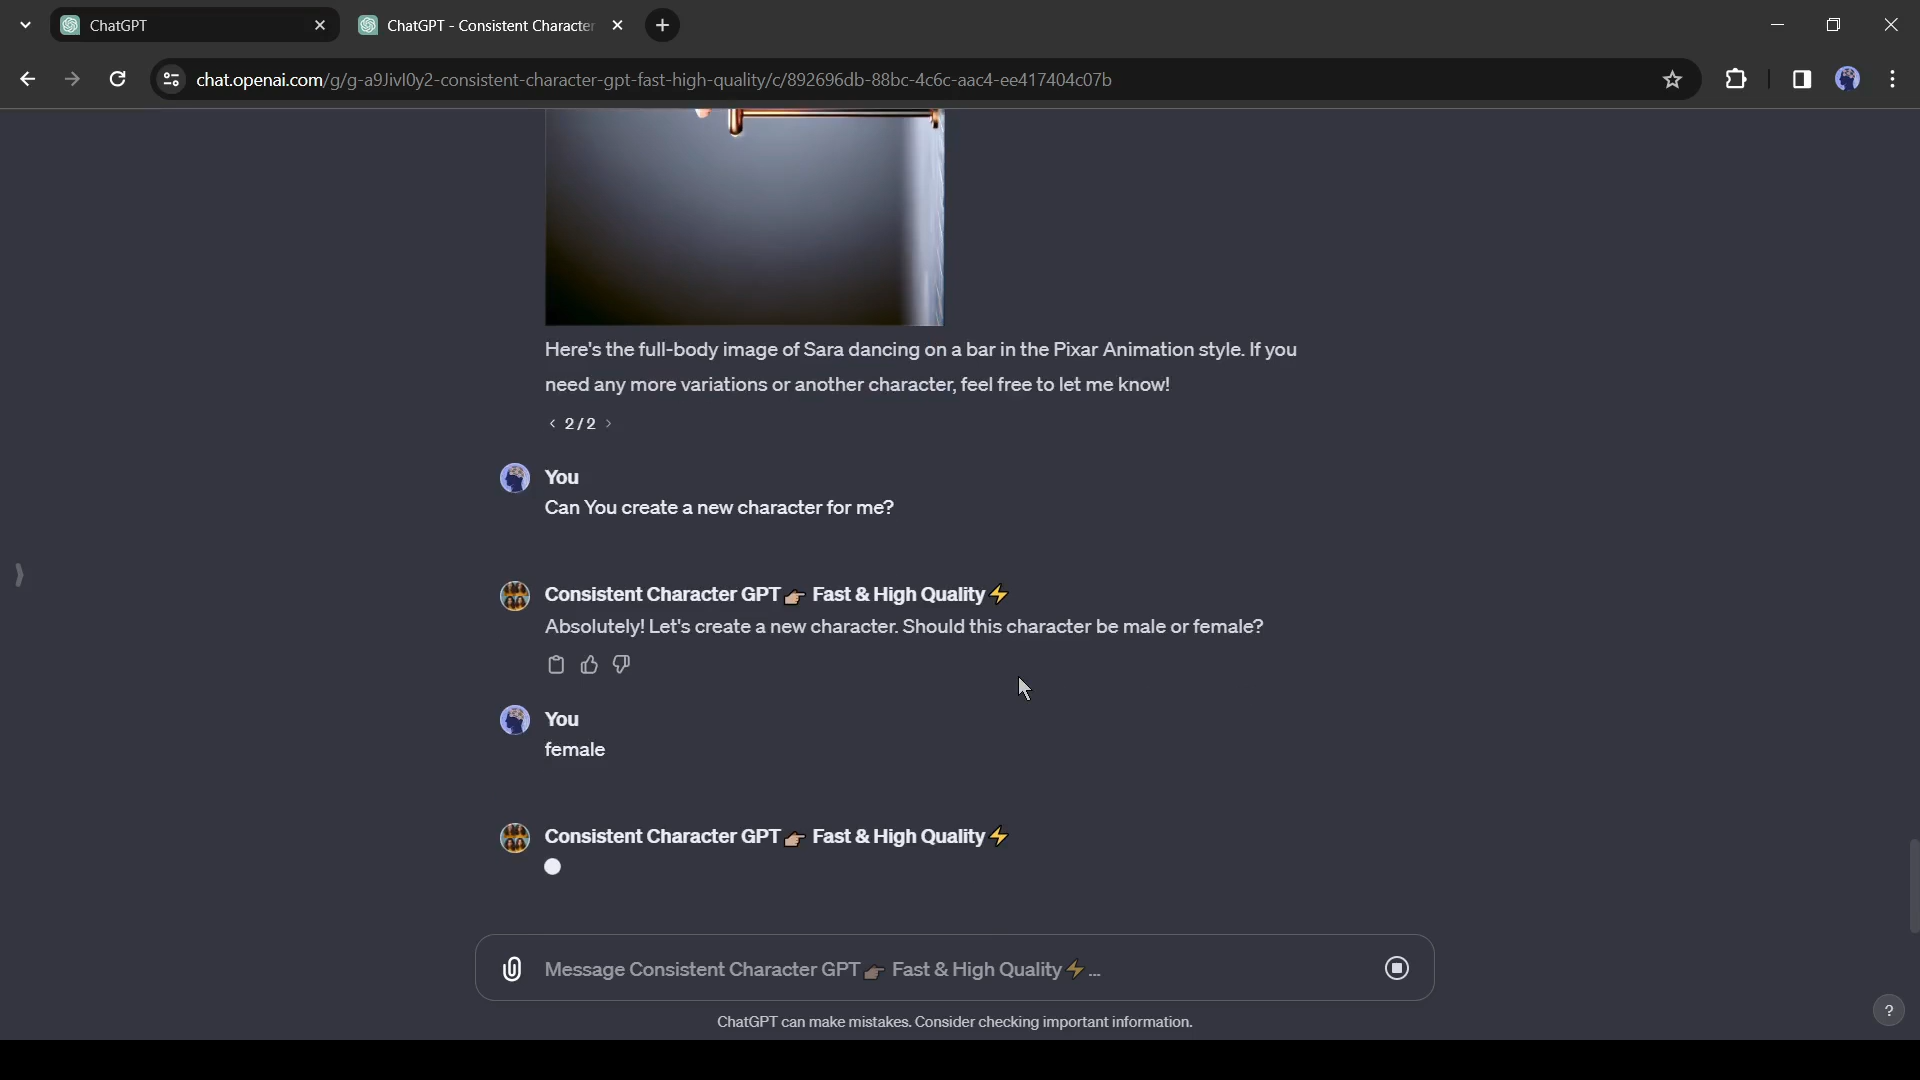 ChatGPT
ChatGPT - Consistent Character
chat.openai.com/g/g-a9JivI0y2-consistent-character-gpt-fast-high-quality/c/892696db-88bc-4c6c-aac4-ee417404c07b
Here's the full-body image of Sara dancing on a bar in the Pixar Animation style. If you
need any more variations or another character, feel free to let me know!
< 2 / 2 >
You
Can You create a new character for me?
Consistent Character GPT👉🏼 Fast & High Quality⚡
Absolutely! Let's create a new character. Should this character be male or female?
You
female
Consistent Character GPT👉🏼 Fast & High Quality⚡
Message Consistent Character GPT👉🏼 Fast & High Quality⚡...
ChatGPT can make mistakes. Consider checking important information.
?